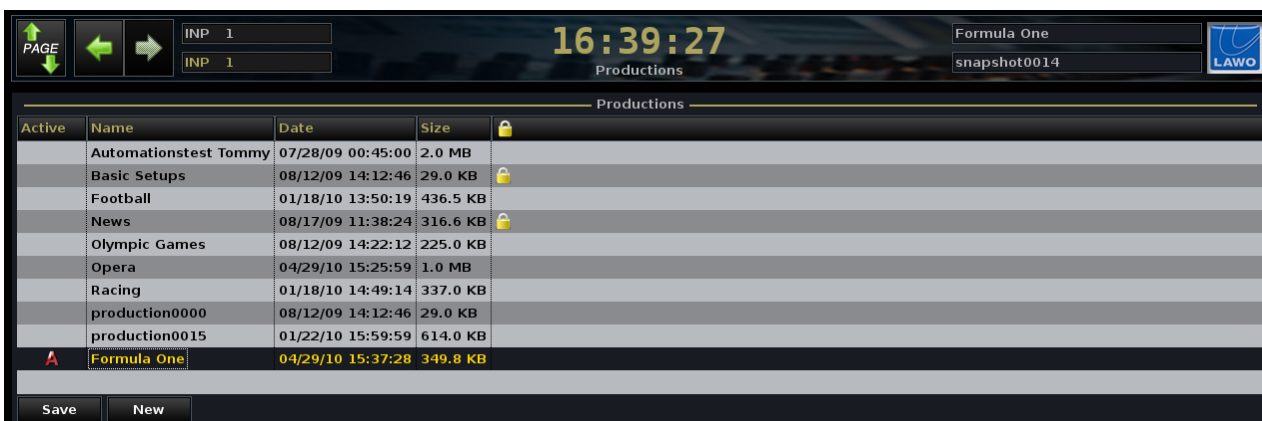 PAGE
INP 1
INP 1
16:39:27
Productions
Formula One
snapshot0014
LAWO
Productions
Active Name Date Size
Automationstest Tommy 07/28/09 00:45:00 2.0 MB
Basic Setups 08/12/09 14:12:46 29.0 KB
Football 01/18/10 13:50:19 436.5 KB
News 08/17/09 11:38:24 316.6 KB
Olympic Games 08/12/09 14:22:12 225.0 KB
Opera 04/29/10 15:25:59 1.0 MB
Racing 01/18/10 14:49:14 337.0 KB
production0000 08/12/09 14:12:46 29.0 KB
production0015 01/22/10 15:59:59 614.0 KB
A Formula One 04/29/10 15:37:28 349.8 KB
Save New